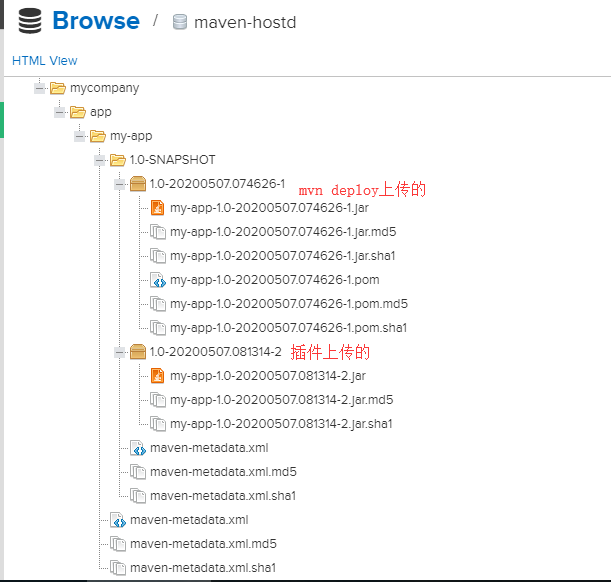 Browse / maven-hostd
HTML View
mycompany
app
my-app
1.0-SNAPSHOT
1.0-20200507.074626-1 mvn deploy上传的
my-app-1.0-20200507.074626-1.jar
my-app-1.0-20200507.074626-1.jar.md5
my-app-1.0-20200507.074626-1.jar.sha1
my-app-1.0-20200507.074626-1.pom
my-app-1.0-20200507.074626-1.pom.md5
my-app-1.0-20200507.074626-1.pom.sha1
1.0-20200507.081314-2 插件上传的
my-app-1.0-20200507.081314-2.jar
my-app-1.0-20200507.081314-2.jar.md5
my-app-1.0-20200507.081314-2.jar.sha1
maven-metadata.xml
maven-metadata.xml.md5
maven-metadata.xml.sha1
maven-metadata.xml
maven-metadata.xml.md5
maven-metadata.xml.sha1